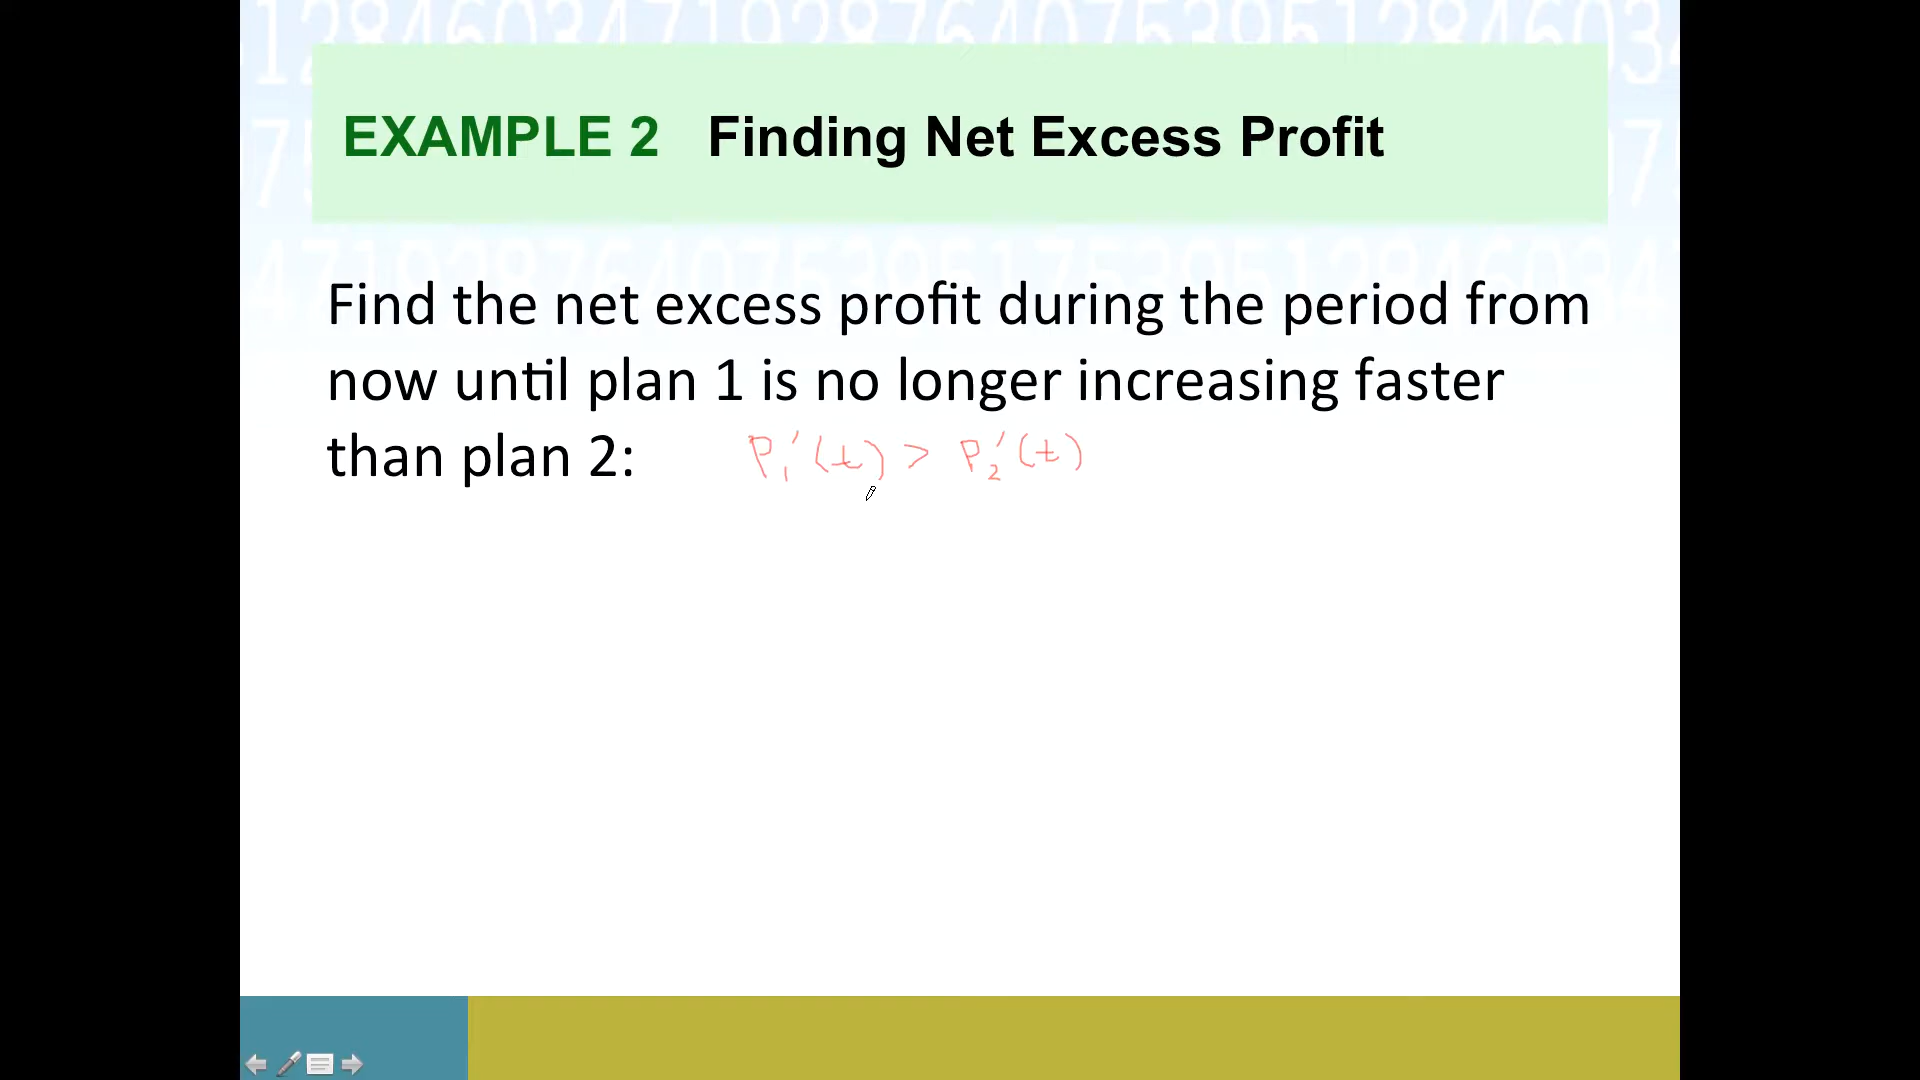 EXAMPLE 2 Finding Net Excess Profit
Find the net excess profit during the period from
now until plan 1 is no longer increasing faster
than plan 2: P₁'(t) > P₂'(t)